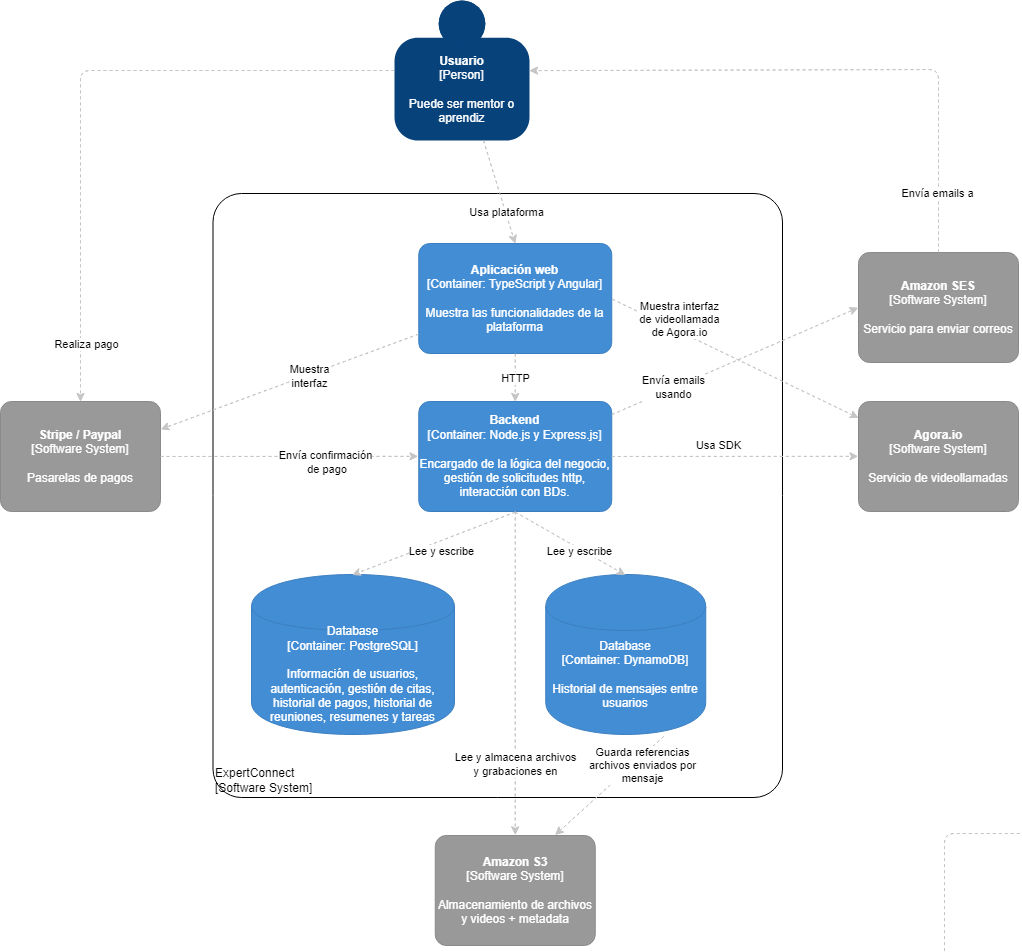 Usuario
[Person]
Puede ser mentor o
aprendiz
Usa plataforma
Envía emails a
Aplicación web
[Container: TypeScript y Angular]
Muestra las funcionalidades de la
plataforma
Amazon SES
[Software System]
Servicio para enviar correos
Muestra interfaz
de videollamada
de Agora.io
Realiza pago
Muestra
interfaz
HTTP
Envía emails
usando
Stripe / Paypal
[Software System]
Pasarelas de pagos
Envía confirmación
de pago
Backend
[Container: Node.js y Express.js]
Encargado de la lógica del negocio,
gestión de solicitudes http,
interacción con BDs.
Usa SDK
Agora.io
[Software System]
Servicio de videollamadas
Lee y escribe
Lee y escribe
Database
[Container: PostgreSQL]
Información de usuarios,
autenticación, gestión de citas,
historial de pagos, historial de
reuniones, resumenes y tareas
Database
[Container: DynamoDB]
Historial de mensajes entre
usuarios
Lee y almacena archivos
y grabaciones en
Guarda referencias
archivos enviados por
mensaje
ExpertConnect
[Software System]
Amazon S3
[Software System]
Almacenamiento de archivos
y videos + metadata